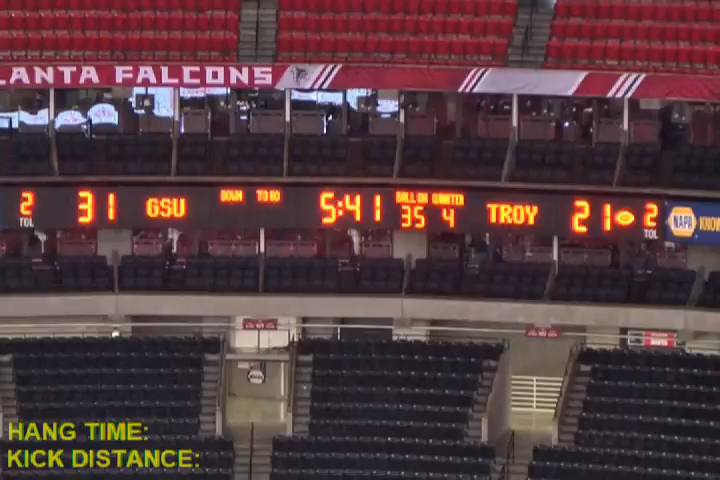 LANTA FALCONS
2 TOL 31 GSU DOWN TO GO 5:41 BALL ON 35 QUARTER 4 TROY 21 2 TOL
NAPA KNOW
HANG TIME:
KICK DISTANCE: